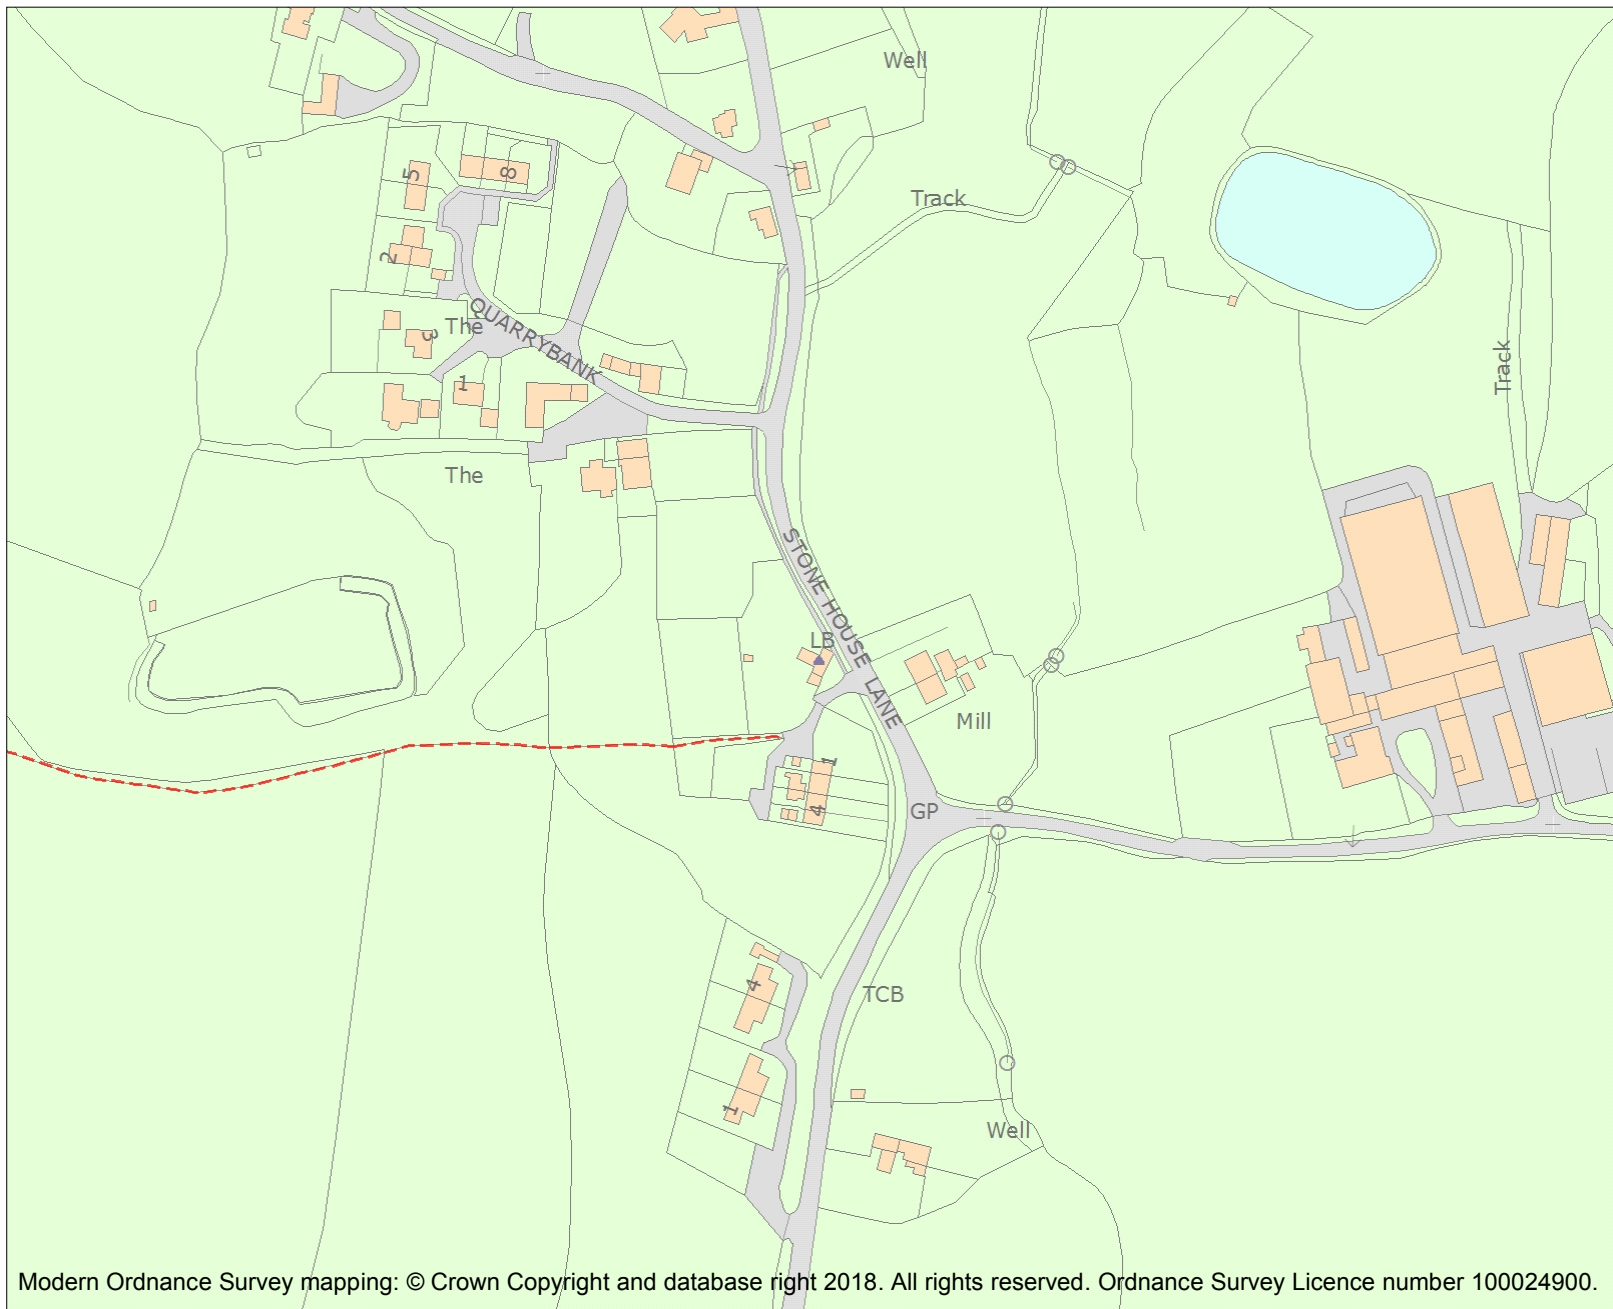 Well
Track
5
8
2
QUARRYBANK
The
3
1
Track
The
STONE HOUSE LANE
LB
Mill
1
4
GP
4
TCB
1
Well
Modern Ordnance Survey mapping: © Crown Copyright and database right 2018. All rights reserved. Ordnance Survey Licence number 100024900.